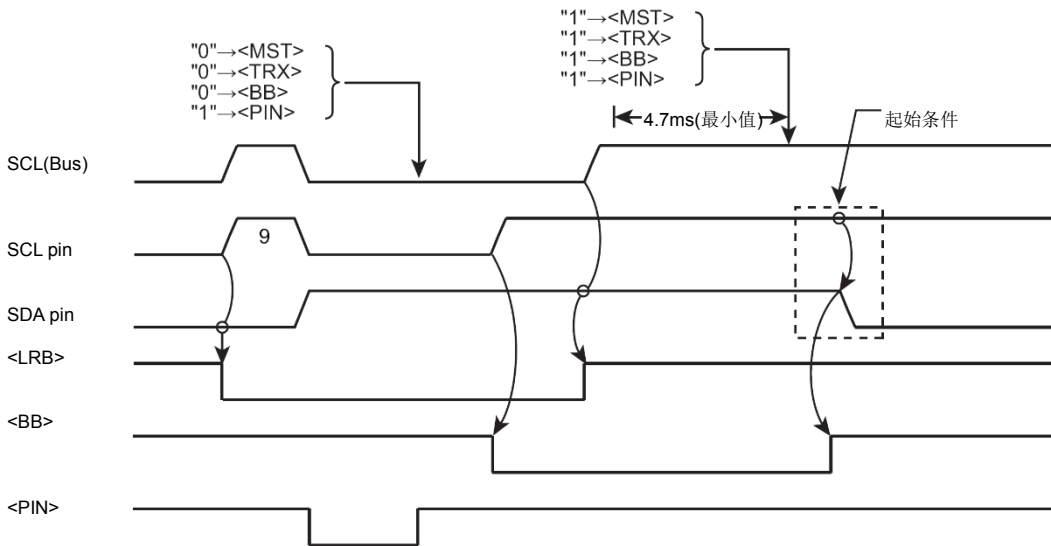 "0"→<MST>
"0"→<TRX>
"0"→<BB>
"1"→<PIN>
"1"→<MST>
"1"→<TRX>
"1"→<BB>
"1"→<PIN>
4.7ms(最小值)
起始条件
SCL(Bus)
SCL pin
9
SDA pin
<LRB>
<BB>
<PIN>